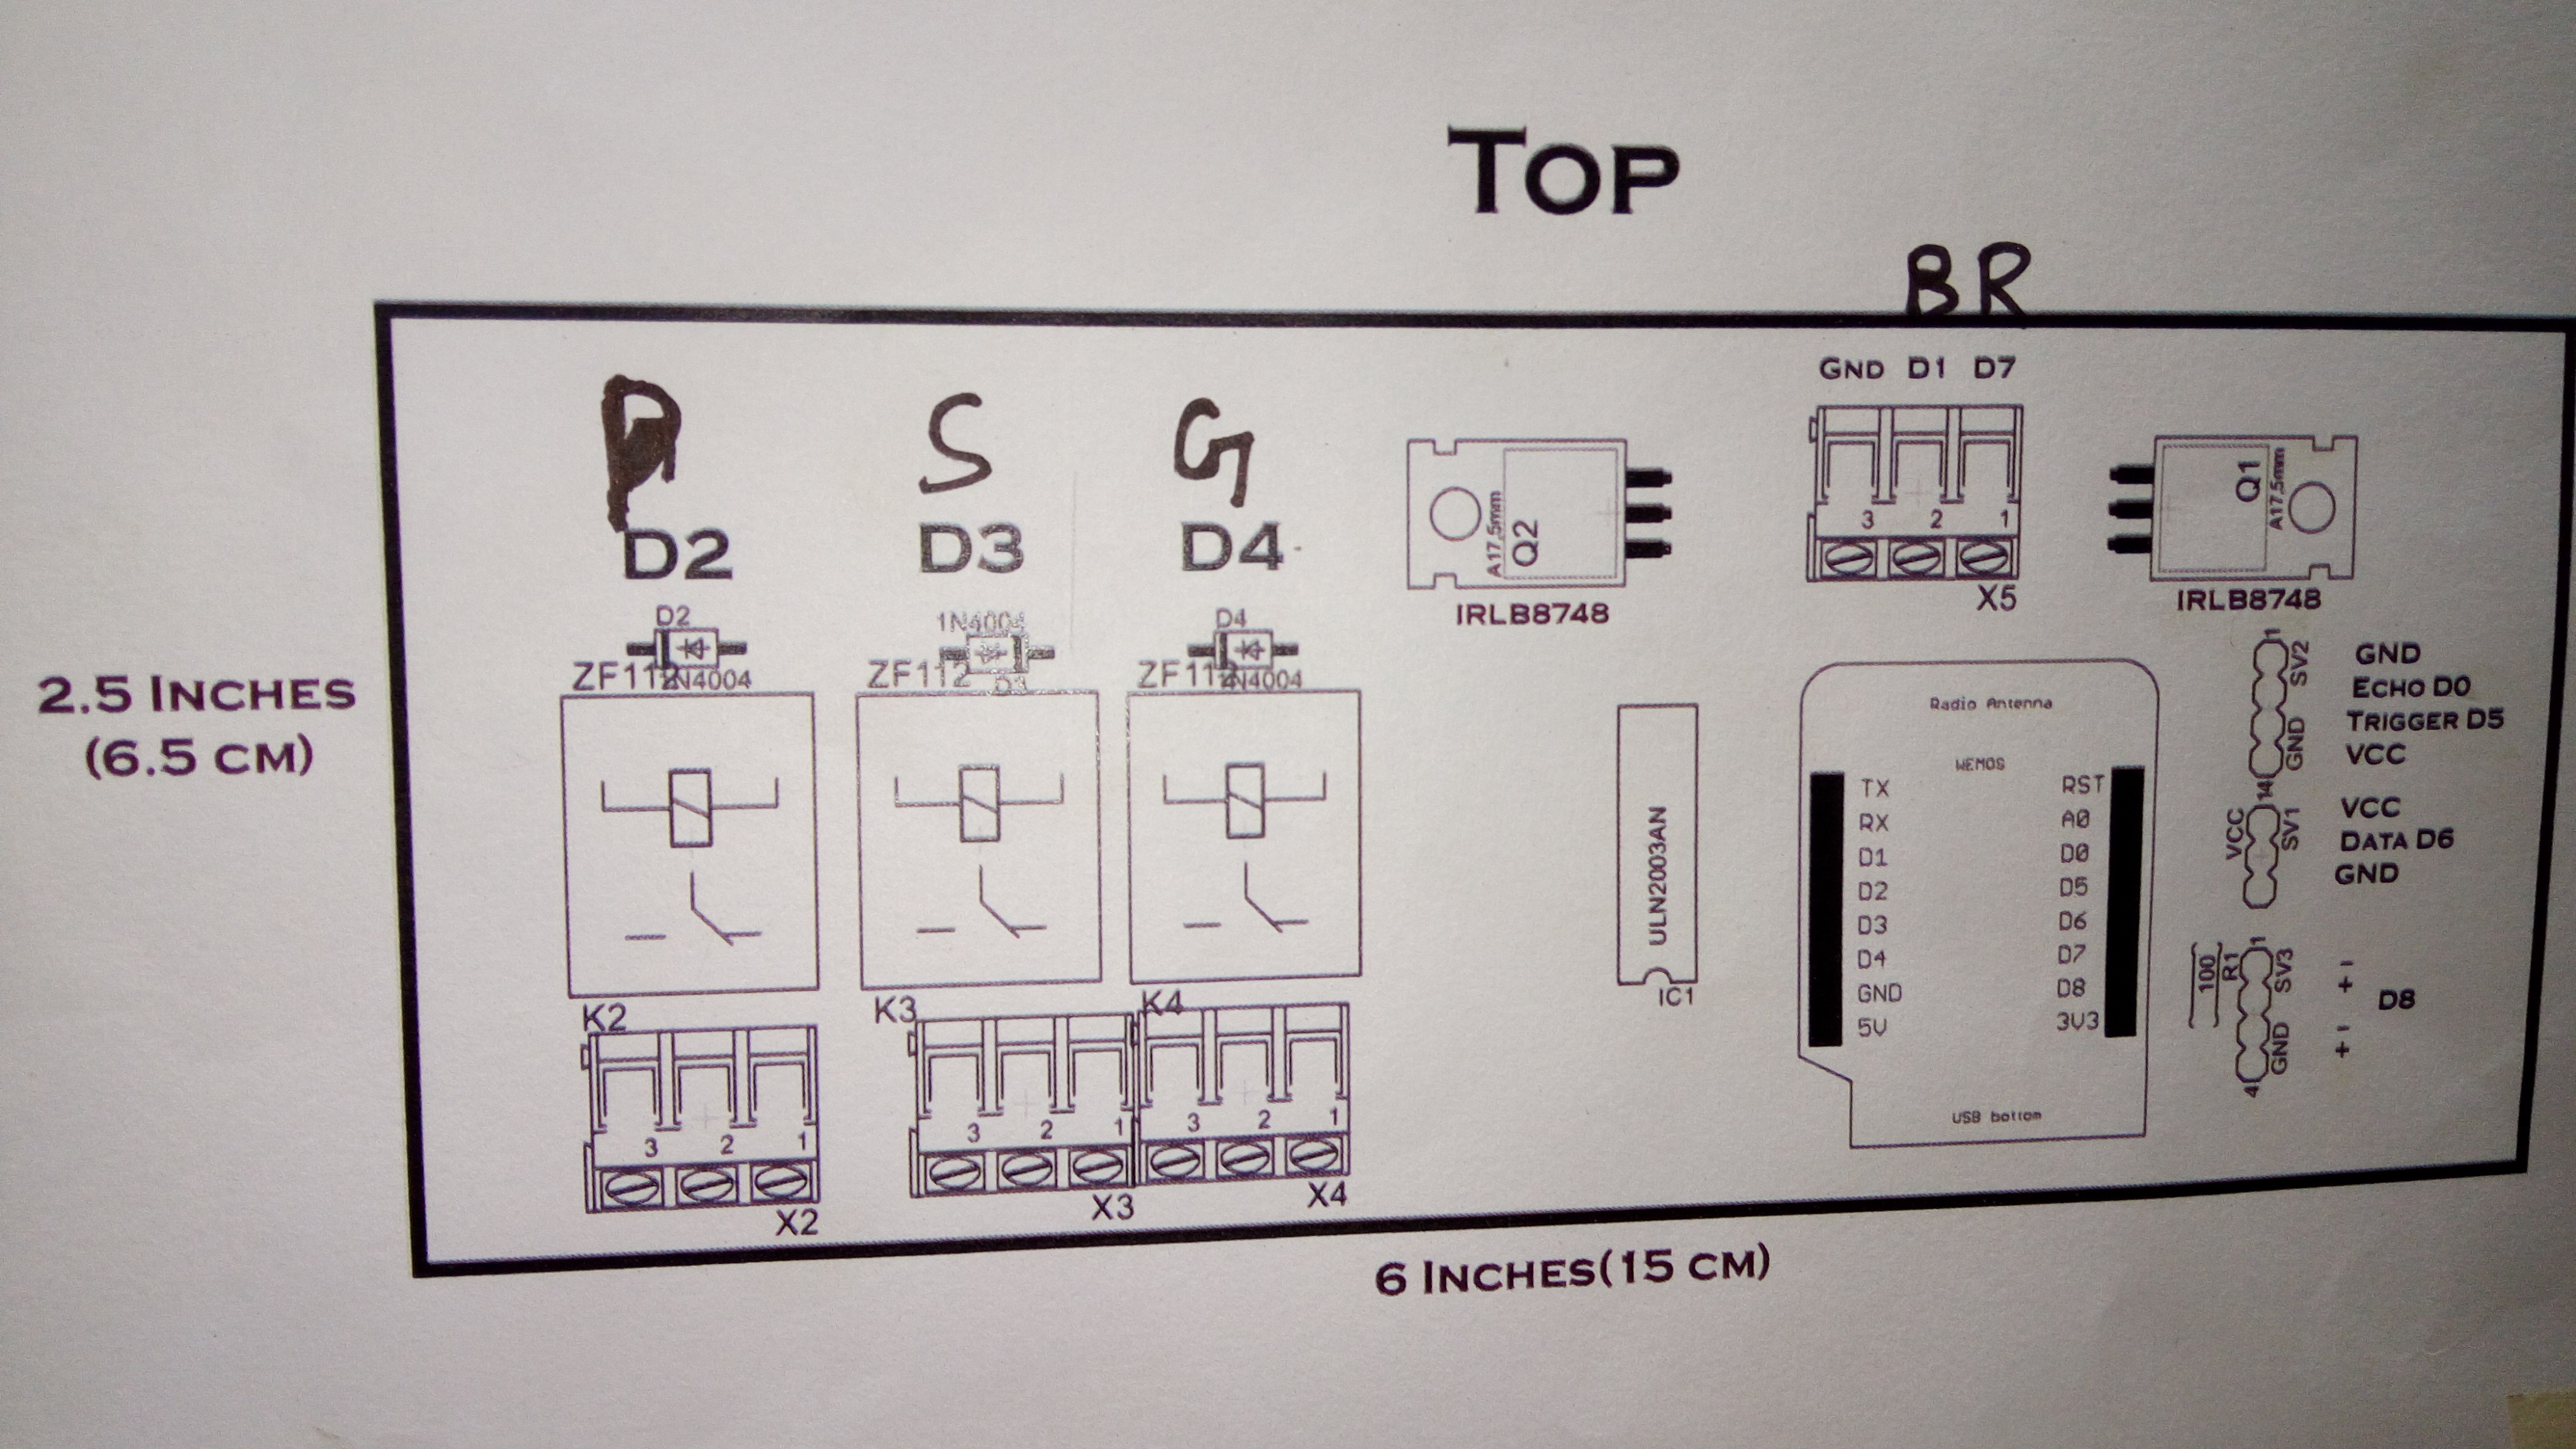 TOP
B R
GND D1 D7
P S G
D2 D3 D4
3 2 1
X5
Q2
A17,5mm
IRLB8748
Q1
A17,5mm
IRLB8748
D2
ZF112
1N4004
1N4004
ZF112
D3
D4
ZF112
1N4004
2.5 INCHES
(6.5 CM)
K2
K3
K4
3 2 1
X2
3 2 1
X3
3 2 1
X4
ULN2003AN
IC1
Radio Antenna
WEMOS
TX RST
RX A0
D1 D0
D2 D5
D3 D6
D4 D7
GND D8
5V 3V3
USB bottom
1
SV2
GND
4
GND
ECHO D0
TRIGGER D5
VCC
1
VCC
SV1
VCC
DATA D6
GND
100
R1
1
SV3
GND
4
+ -
+ -
D8
6 INCHES(15 CM)